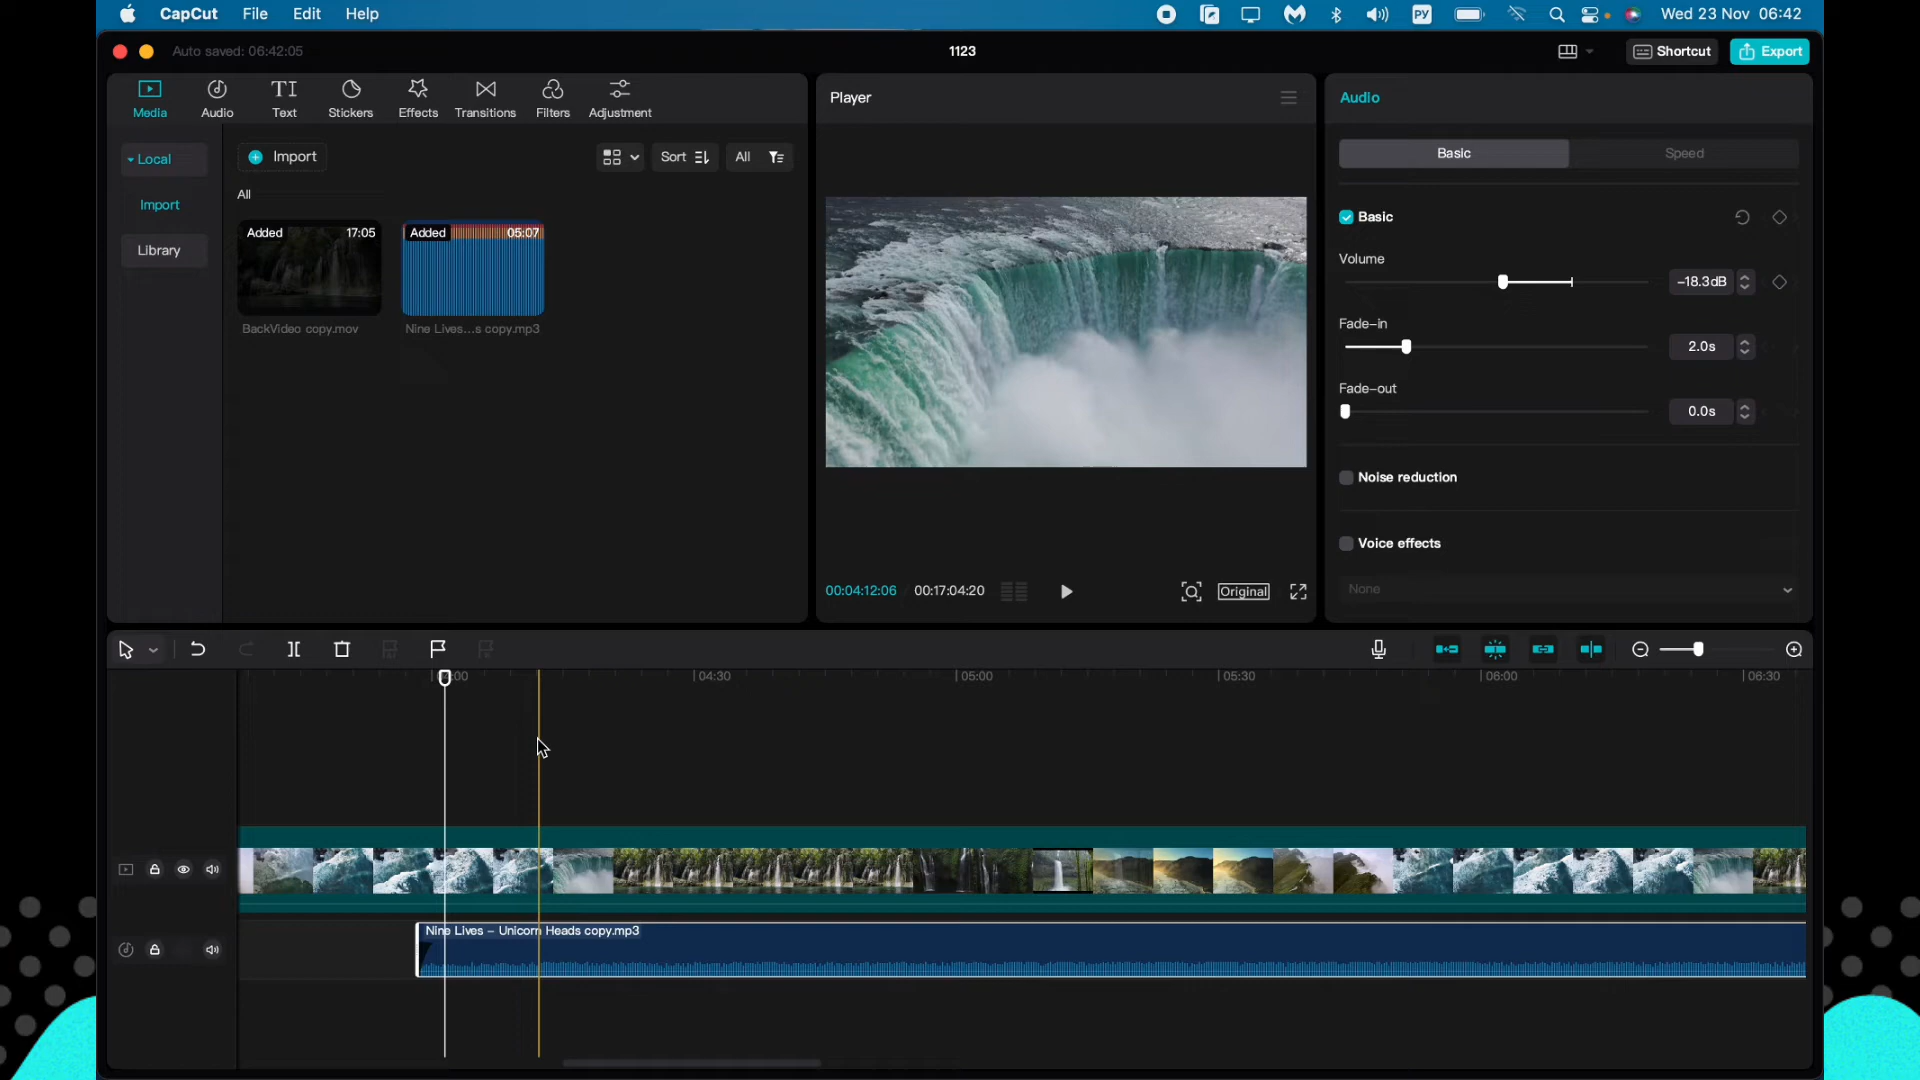 CapCut File Edit Help
РУ
Wed 23 Nov 06:42
Auto saved: 06:42:05
1123
Shortcut
Export
Media
Audio
TI
Text
Stickers
Effects
Transitions
Filters
Adjustment
Player
Audio
Local
Import
Library
Import
Sort
All
All
Added 17:05
BackVideo copy.mov
Added 05:07
Nine Lives...s copy.mp3
Basic
Speed
Basic
Volume
-18.3dB
Fade-in
2.0s
Fade-out
0.0s
Noise reduction
Voice effects
None
00:04:12:06 00:17:04:20
Original
04:30 05:00 05:30 06:00 06:30
Nine Lives – Unicorn Heads copy.mp3